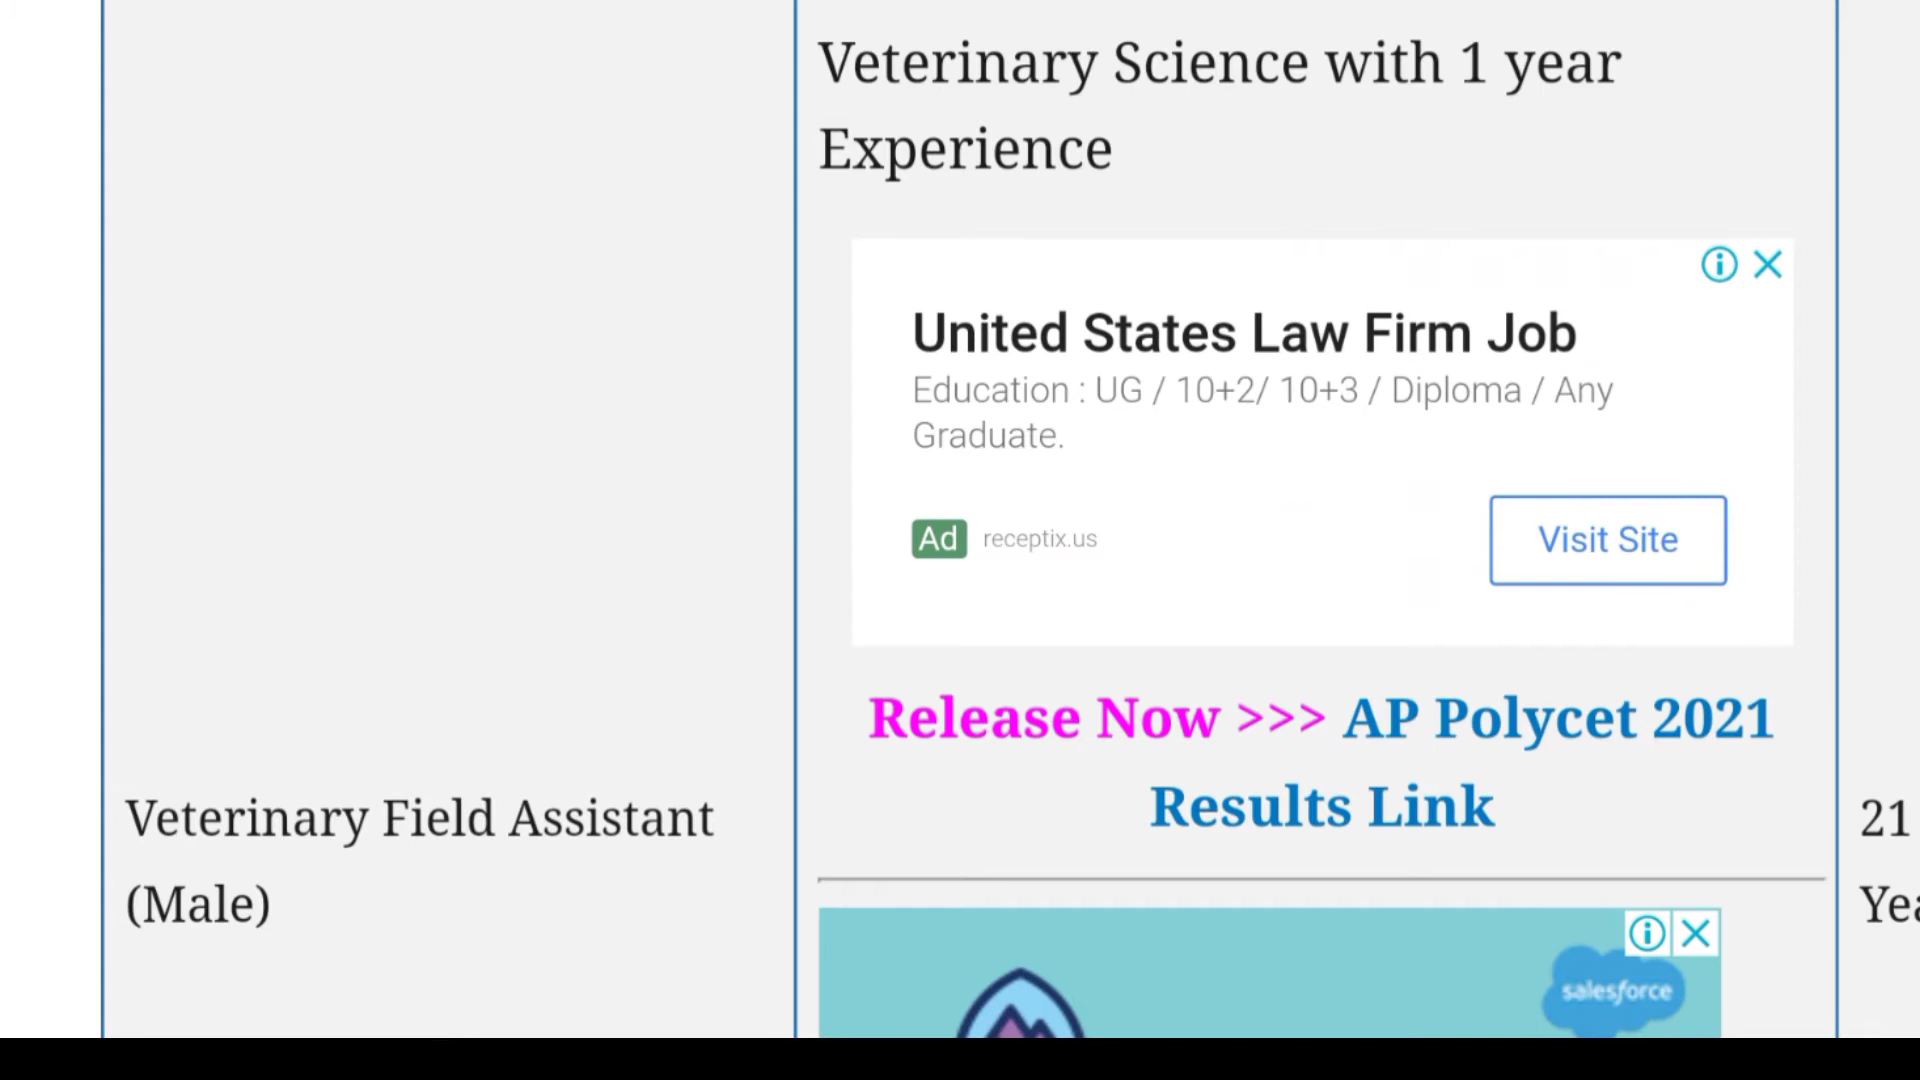 Veterinary Science with 1 year
Experience
United States Law Firm Job
Education : UG / 10+2/ 10+3 / Diploma / Any
Graduate.
Ad receptix.us
Visit Site
Release Now >>> AP Polycet 2021
Results Link
Veterinary Field Assistant
(Male)
21
salesforce